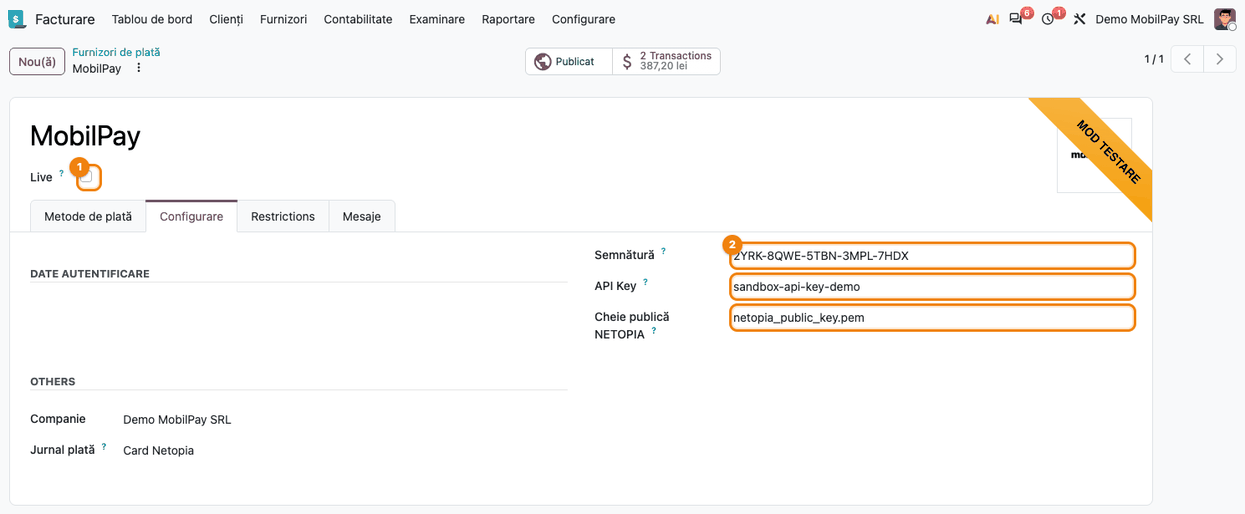 Facturare Tablou de bord Clienți Furnizori Contabilitate Examinare Raportare Configurare AI 6 1 Demo MobilPay SRL
Nou(ă)
Furnizori de plată
MobilPay
Publicat
2 Transactions
387,20 lei
1 / 1
MobilPay
MOD TESTARE
Live ?
1
Metode de plată Configurare Restrictions Mesaje
2
DATE AUTENTIFICARE
Semnătură ? 2YRK-8QWE-5TBN-3MPL-7HDX
API Key ? sandbox-api-key-demo
Cheie publică
NETOPIA ? netopia_public_key.pem
OTHERS
Companie Demo MobilPay SRL
Jurnal plată ? Card Netopia